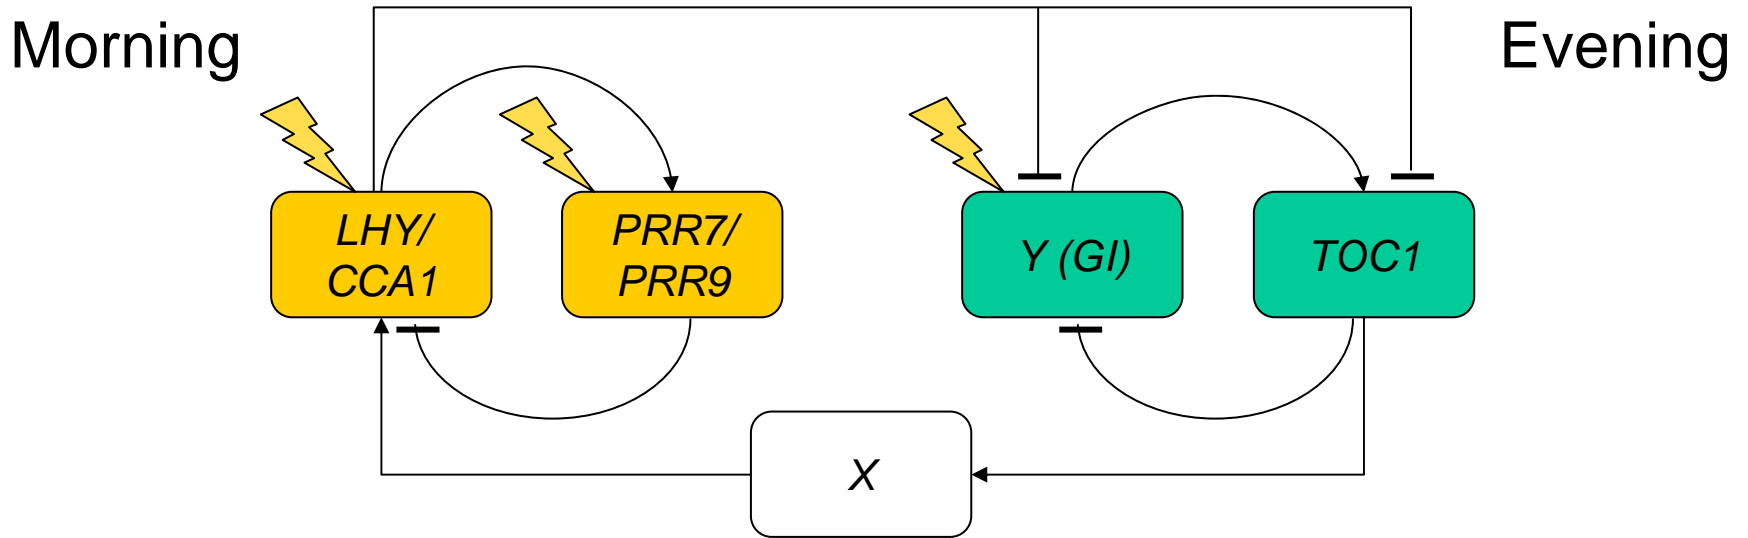 Morning
Evening
LHY/
CCA1
PRR7/
PRR9
Y (GI)
TOC1
X